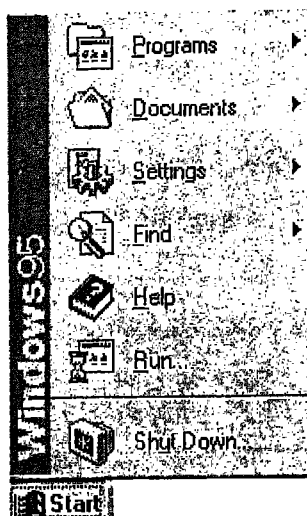 Programs
Documents
Settings
Find
Help
Run...
Shut Down...
Windows95
Start